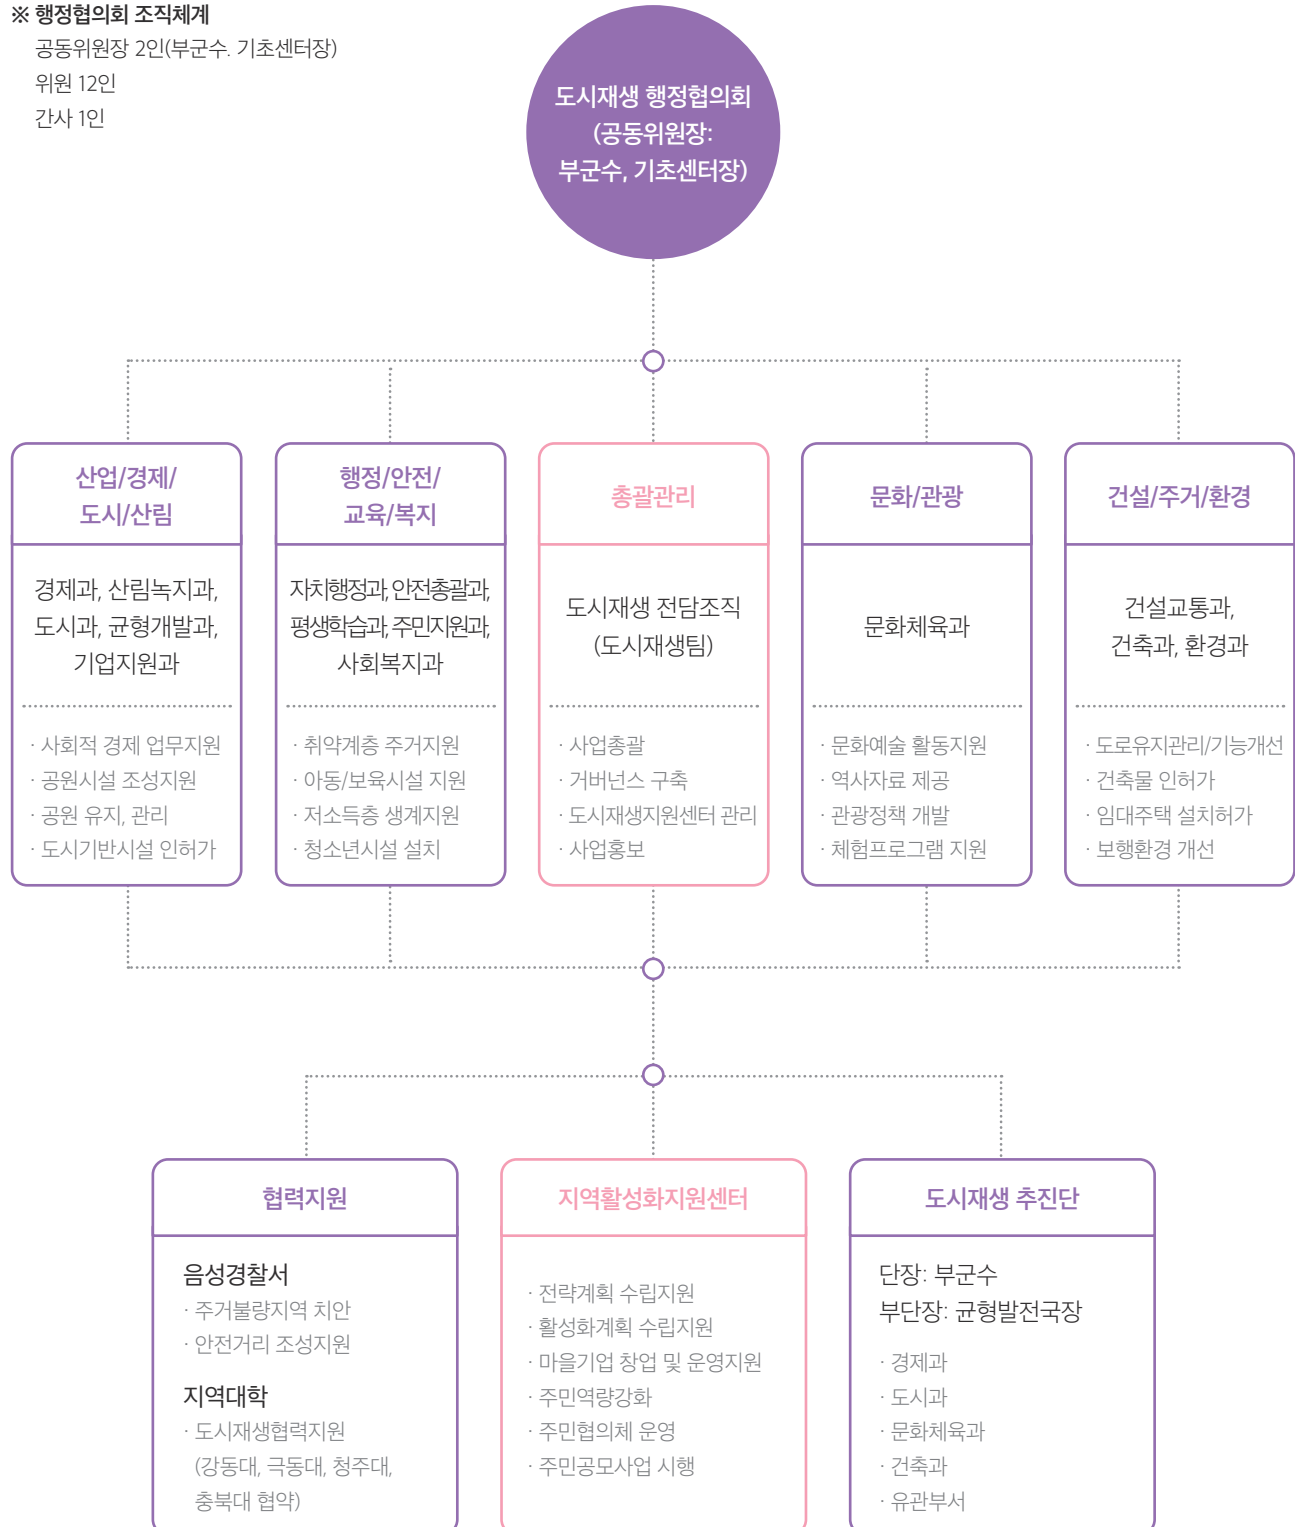 ※ 행정협의회 조직체계
공동위원장 2인(부군수. 기초센터장)
위원 12인
간사 1인
도시재생 행정협의회
(공동위원장:
부군수, 기초센터장)
산업/경제/
도시/산림
경제과, 산림녹지과,
도시과, 균형개발과,
기업지원과
· 사회적 경제 업무지원
· 공원시설 조성지원
· 공원 유지, 관리
· 도시기반시설 인허가
행정/안전/
교육/복지
자치행정과, 안전총괄과,
평생학습과, 주민지원과,
사회복지과
· 취약계층 주거지원
· 아동/보육시설 지원
· 저소득층 생계지원
· 청소년시설 설치
총괄관리
도시재생 전담조직
(도시재생팀)
· 사업총괄
· 거버넌스 구축
· 도시재생지원센터 관리
· 사업홍보
문화/관광
문화체육과
· 문화예술 활동지원
· 역사자료 제공
· 관광정책 개발
· 체험프로그램 지원
건설/주거/환경
건설교통과,
건축과, 환경과
· 도로유지관리/기능개선
· 건축물 인허가
· 임대주택 설치허가
· 보행환경 개선
협력지원
음성경찰서
· 주거불량지역 치안
· 안전거리 조성지원
지역대학
· 도시재생협력지원
(강동대, 극동대, 청주대,
충북대 협약)
지역활성화지원센터
· 전략계획 수립지원
· 활성화계획 수립지원
· 마을기업 창업 및 운영지원
· 주민역량강화
· 주민협의체 운영
· 주민공모사업 시행
도시재생 추진단
단장: 부군수
부단장: 균형발전국장
· 경제과
· 도시과
· 문화체육과
· 건축과
· 유관부서